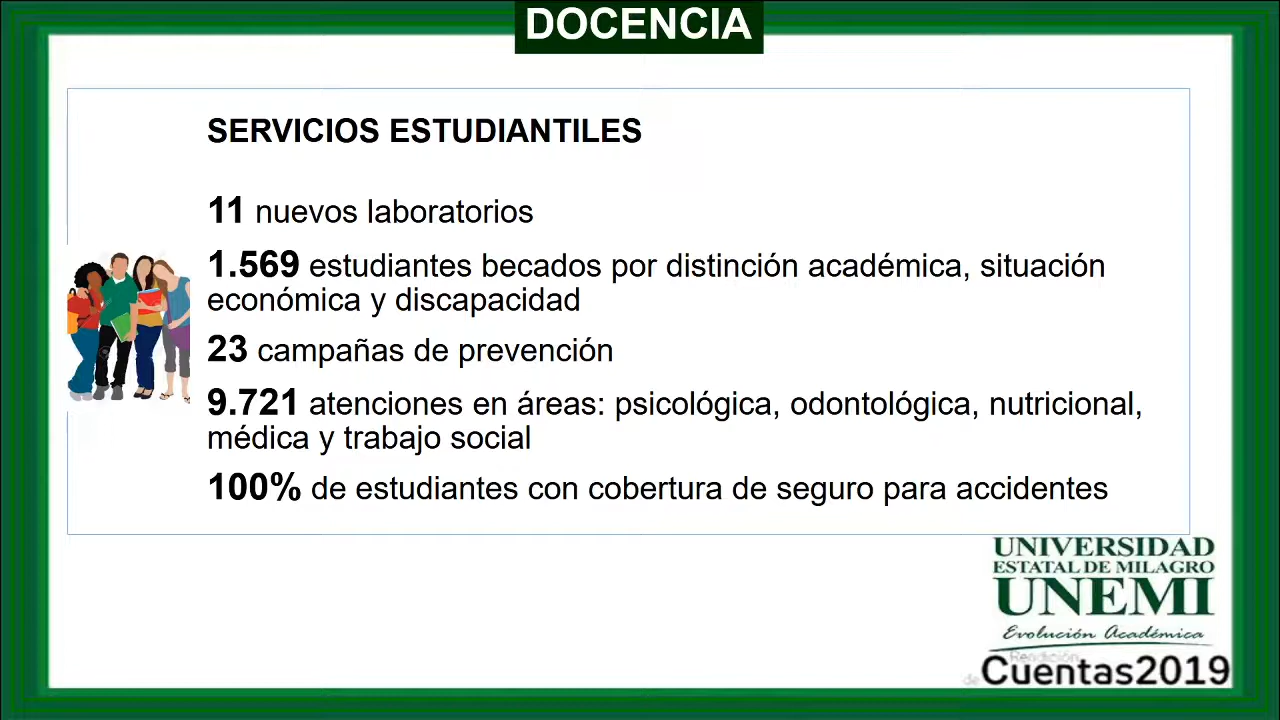 DOCENCIA
SERVICIOS ESTUDIANTILES
11 nuevos laboratorios
1.569 estudiantes becados por distinción académica, situación
económica y discapacidad
23 campañas de prevención
9.721 atenciones en áreas: psicológica, odontológica, nutricional,
médica y trabajo social
100% de estudiantes con cobertura de seguro para accidentes
UNIVERSIDAD
ESTATAL DE MILAGRO
UNEMI
Evolución Académica
Rendición
de Cuentas2019